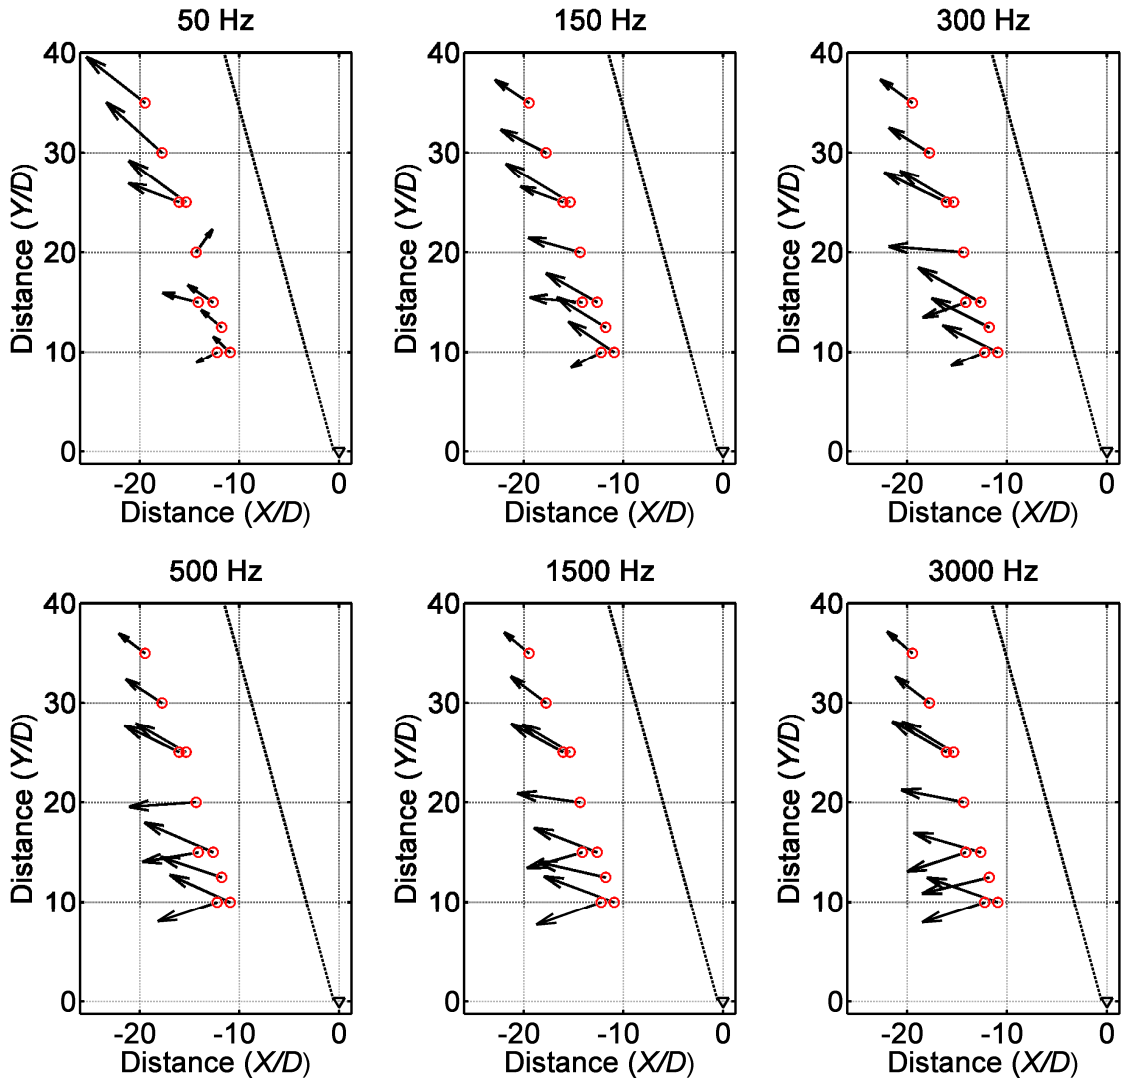 50 Hz 150 Hz 300 Hz
40 40 40
30 30 30
20 20 20
10 10 10
0 0 0
Distance (Y/D) Distance (Y/D) Distance (Y/D)
-20 -10 0 -20 -10 0 -20 -10 0
Distance (X/D) Distance (X/D) Distance (X/D)
500 Hz 1500 Hz 3000 Hz
40 40 40
30 30 30
20 20 20
10 10 10
0 0 0
Distance (Y/D) Distance (Y/D) Distance (Y/D)
-20 -10 0 -20 -10 0 -20 -10 0
Distance (X/D) Distance (X/D) Distance (X/D)